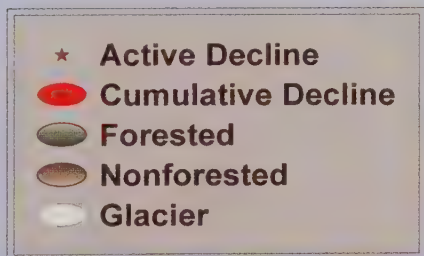 Active Decline
Cumulative Decline
Forested
Nonforested
Glacier